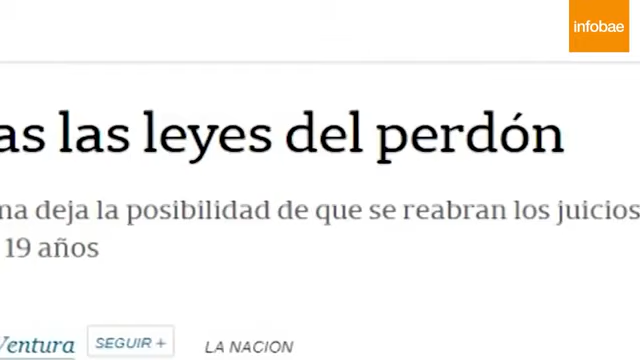 infobae
as las leyes del perdón
na deja la posibilidad de que se reabran los juicios
19 años
Ventura SEGUIR + LA NACION